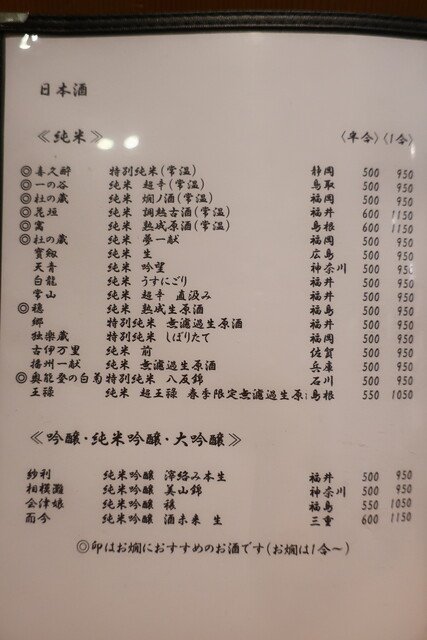 日本酒
≪純米≫ 〈半合〉〈1合〉
◎喜久酔 特別純米(常温) 静岡 500 950
◎一の谷 純米 超辛(常温) 鳥取 500 950
◎杜の蔵 純米 燗ノ酒(常温) 福岡 500 950
◎花垣 純米 調熟古酒(常温) 福井 600 1150
◎窩 純米 熟成原酒(常温) 島根 600 1150
◎杜の蔵 純米 夢一献 福岡 500 950
寳剱 純米 生 広島 500 950
天青 純米 吟望 神奈川 500 950
白龍 純米 うすにごり 福井 500 950
常山 純米 超辛 直汲み 福井 500 950
◎穏 純米 熟成生原酒 福島 500 950
郷 特別純米 無濾過生原酒 福井 500 950
独楽蔵 特別純米 しぼりたて 福岡 500 950
古伊万里 純米 前 佐賀 500 950
播州一献 純米 無濾過生原酒 兵庫 500 950
◎奥能登の白菊 特別純米 八反錦 石川 500 950
王禄 純米 超王禄 春季限定無濾過生原: 島根 550 1050
≪吟醸・純米吟醸・大吟醸≫
紗利 純米吟醸 滓絡み本生 福井 500 950
相模灘 純米吟醸 美山錦 神奈川 500 950
会津娘 純米吟醸 穣 福島 550 1050
而今 純米吟醸 酒未来 生 三重 600 1150
◎印はお燗におすすめのお酒です(お燗は1合〜)